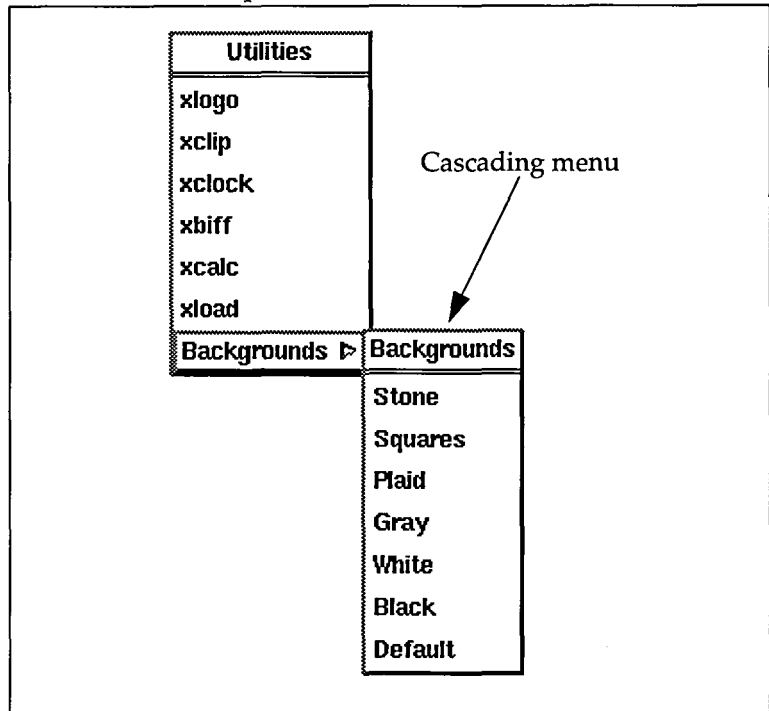 Utilities
xlogo
xclip
xclock
xbiff
xcalc
xload
Backgrounds
Cascading menu
Backgrounds
Stone
Squares
Plaid
Gray
White
Black
Default